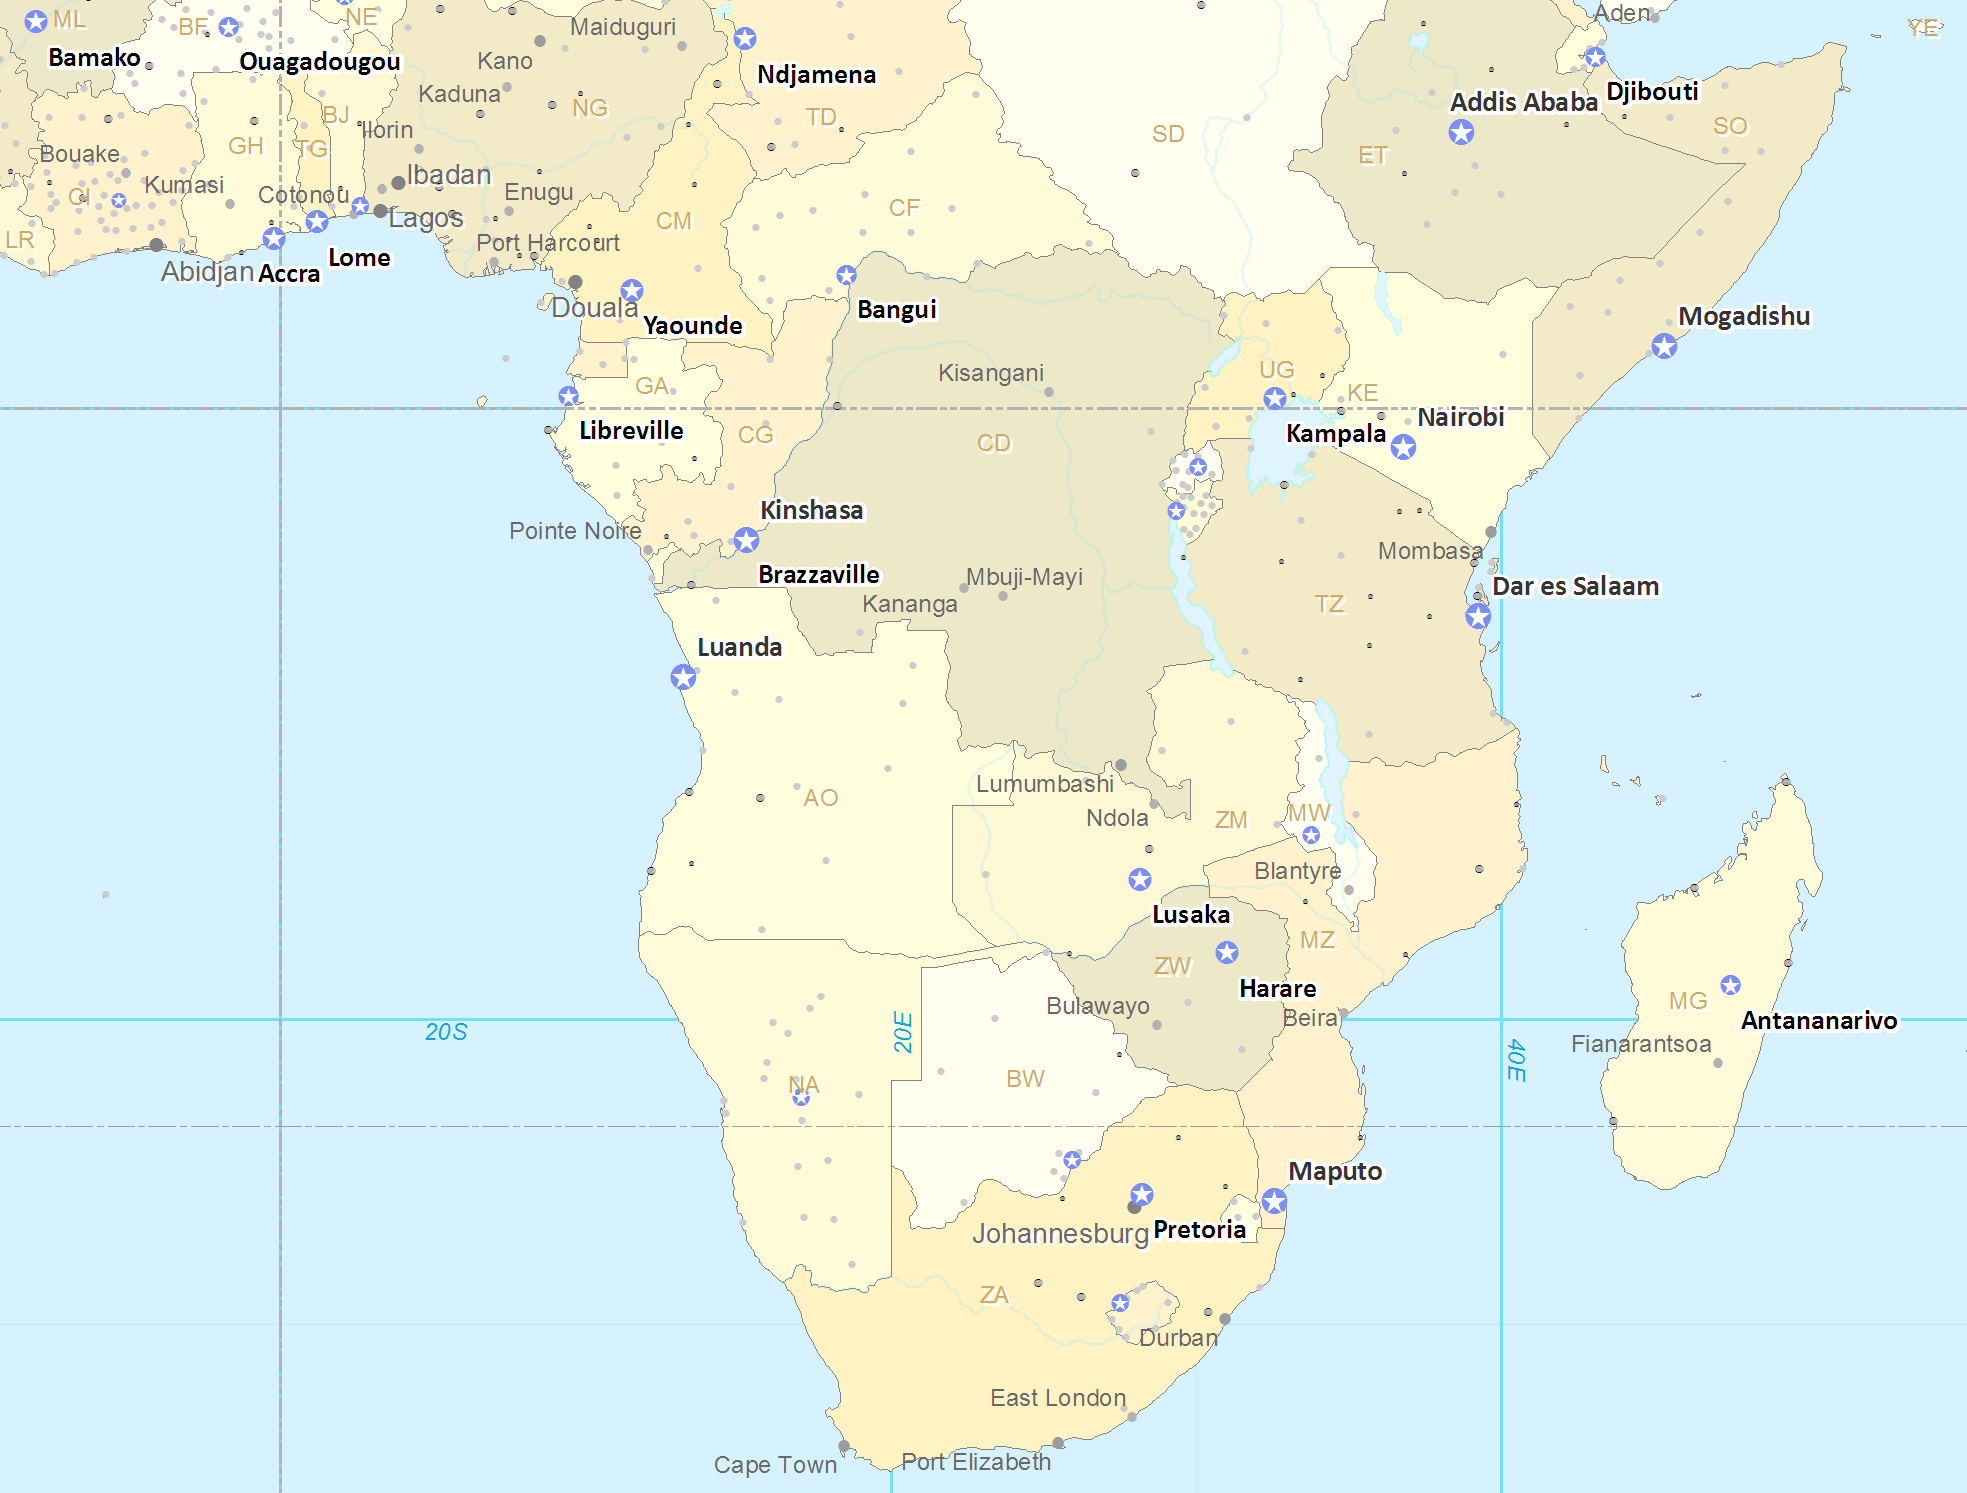 ML
BF
NE
Maiduguri
Aden
YE
Bamako
Ouagadougou
Kano
Ndjamena
Kaduna
NG
Addis Ababa
Djibouti
BJ
TD
SO
Ilorin
SD
GH
TG
ET
Bouake
Ibadan
Kumasi
Cotonou
Enugu
CI
Lagos
CM
CF
LR
Port Harcourt
Lome
Abidjan
Accra
Douala
Yaounde
Bangui
Mogadishu
Kisangani
UG
GA
KE
Nairobi
Libreville
CG
CD
Kampala
Kinshasa
Pointe Noire
Mombasa
Brazzaville
Mbuji-Mayi
Dar es Salaam
Kananga
TZ
Luanda
Lumumbashi
AO
Ndola
ZM
MW
Blantyre
Lusaka
MZ
ZW
Harare
Bulawayo
Beira
MG
Antananarivo
20S
20E
Fianarantsoa
40E
NA
BW
Maputo
Johannesburg
Pretoria
ZA
Durban
East London
Cape Town
Port Elizabeth